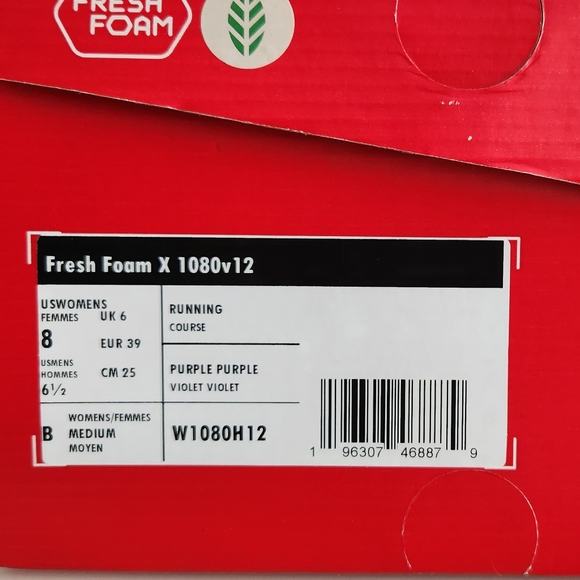 FRESH
FOAM
Fresh Foam X 1080v12
USWOMENS
FEMMES
8
UK 6
EUR 39
USMENS
HOMMES
6½
CM 25
RUNNING
COURSE
PURPLE PURPLE
VIOLET VIOLET
B
WOMENS/FEMMES
MEDIUM
MOYEN
W1080H12
1 96307 46887 9